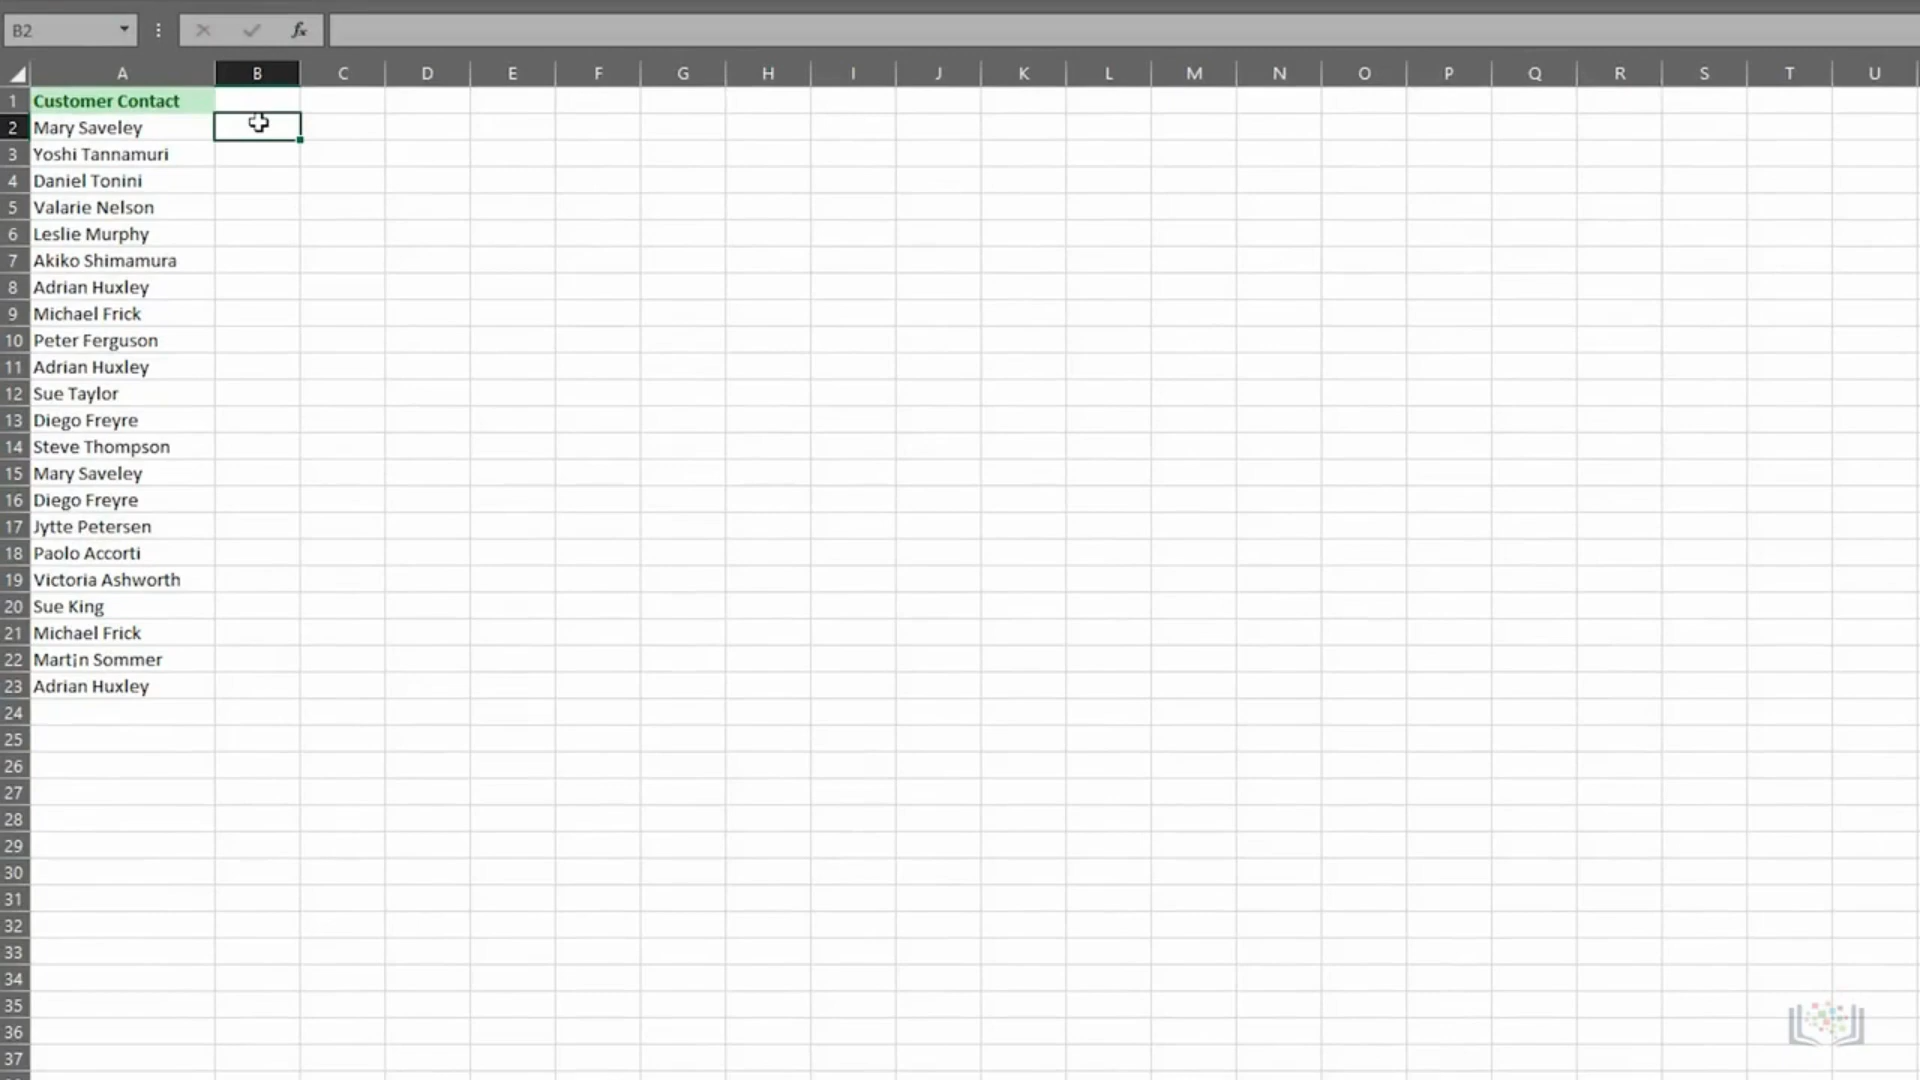 B2
fx
A B C D E F G H I J K L M N O P Q R S T U
1 Customer Contact
2 Mary Saveley
3 Yoshi Tannamuri
4 Daniel Tonini
5 Valarie Nelson
6 Leslie Murphy
7 Akiko Shimamura
8 Adrian Huxley
9 Michael Frick
10 Peter Ferguson
11 Adrian Huxley
12 Sue Taylor
13 Diego Freyre
14 Steve Thompson
15 Mary Saveley
16 Diego Freyre
17 Jytte Petersen
18 Paolo Accorti
19 Victoria Ashworth
20 Sue King
21 Michael Frick
22 Mart¡n Sommer
23 Adrian Huxley
24
25
26
27
28
29
30
31
32
33
34
35
36
37